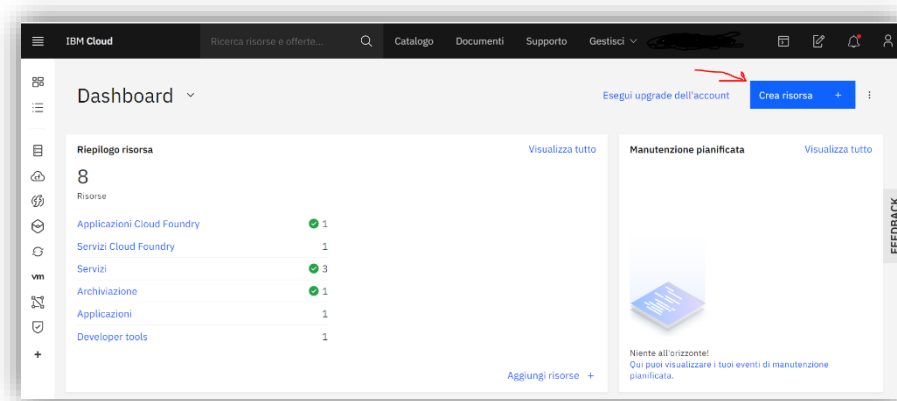 IBM Cloud
Ricerca risorse e offerte...
Catalogo
Documenti
Supporto
Gestisci
Dashboard
Esegui upgrade dell'account
Crea risorsa +
Riepilogo risorsa
Visualizza tutto
8
Risorse
Applicazioni Cloud Foundry 1
Servizi Cloud Foundry 1
Servizi 3
Archiviazione 1
Applicazioni 1
Developer tools 1
Aggiungi risorse +
Manutenzione pianificata
Visualizza tutto
Niente all'orizzonte!
Qui puoi visualizzare i tuoi eventi di manutenzione
pianificata.
FEEDBACK
vm